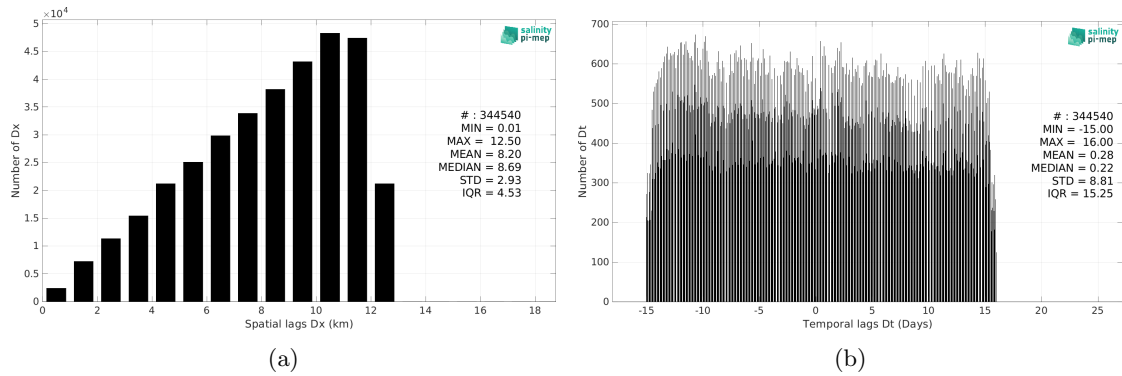 ×10⁴
5
4.5
4
3.5
3
2.5
2
1.5
1
0.5
0
Number of Dx
0 2 4 6 8 10 12 14 16 18
Spatial lags Dx (km)
salinity
pi-mep
# : 344540
MIN = 0.01
MAX = 12.50
MEAN = 8.20
MEDIAN = 8.69
STD = 2.93
IQR = 4.53
(a)
700
600
500
400
300
200
100
0
Number of Dt
-15 -10 -5 0 5 10 15 20 25
Temporal lags Dt (Days)
salinity
pi-mep
# : 344540
MIN = -15.00
MAX = 16.00
MEAN = 0.28
MEDIAN = 0.22
STD = 8.81
IQR = 15.25
(b)